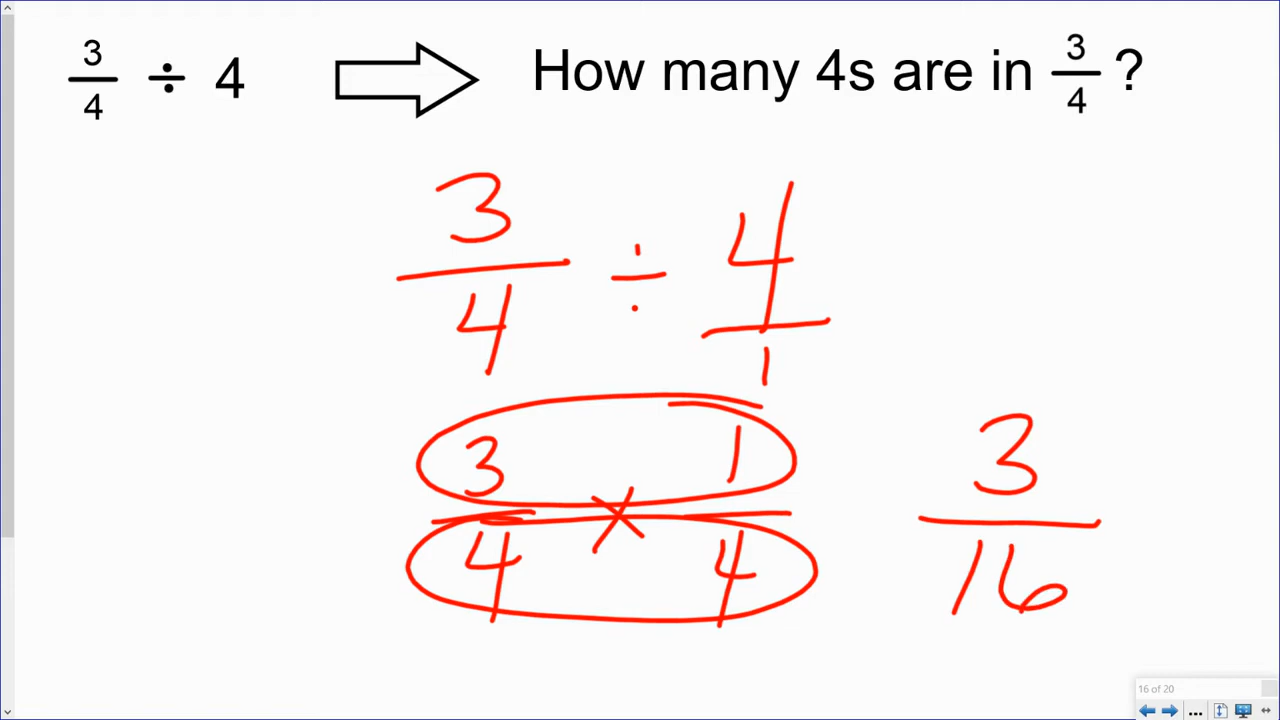 3/4 ÷ 4 How many 4s are in 3/4 ?
3/4 ÷ 4/1
3/4 × 1/4 3/16
16 of 20
...